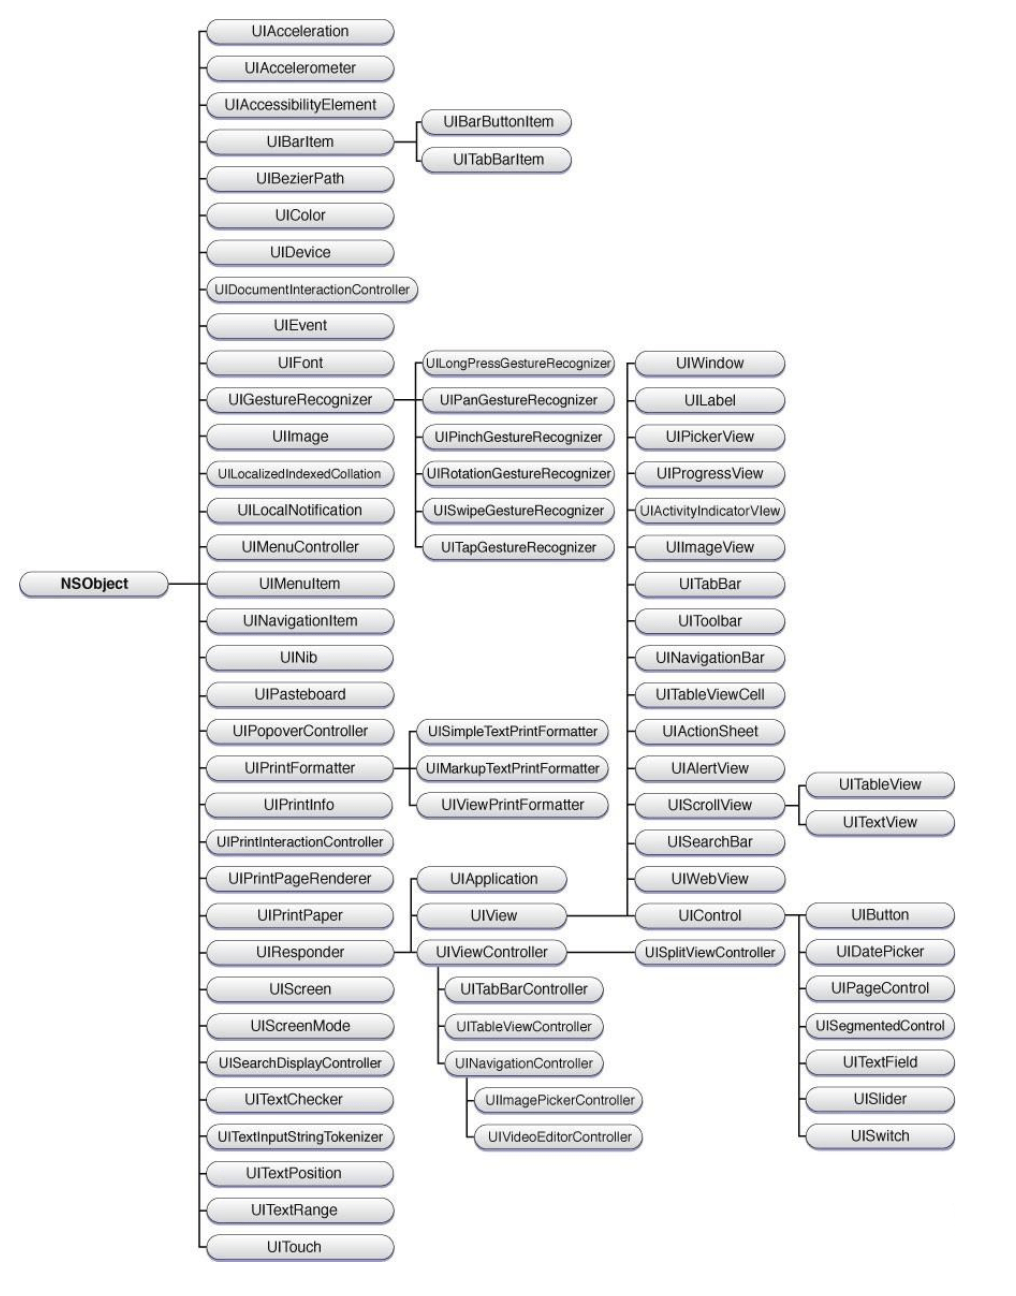 UIAcceleration
UIAccelerometer
UIAccessibilityElement
UIBarItem
UIBarButtonItem
UITabBarItem
UIBezierPath
UIColor
UIDevice
UIDocumentInteractionController
UIEvent
UIFont
UIGestureRecognizer
UIImage
UILocalizedIndexedCollation
UILocalNotification
UIMenuController
NSObject
UIMenuItem
UINavigationItem
UINib
UIPasteboard
UIPopoverController
UIPrintFormatter
UIPrintInfo
UIPrintInteractionController
UIPrintPageRenderer
UIPrintPaper
UIResponder
UIScreen
UIScreenMode
UISearchDisplayController
UITextChecker
UITextInputStringTokenizer
UITextPosition
UITextRange
UITouch
UILongPressGestureRecognizer
UIPanGestureRecognizer
UIPinchGestureRecognizer
UIRotationGestureRecognizer
UISwipeGestureRecognizer
UITapGestureRecognizer
UISimpleTextPrintFormatter
UIMarkupTextPrintFormatter
UIViewPrintFormatter
UIApplication
UIView
UIViewController
UISplitViewController
UITabBarController
UITableViewController
UINavigationController
UIImagePickerController
UIVideoEditorController
UIWindow
UILabel
UIPickerView
UIProgressView
UIActivityIndicatorVIew
UIImageView
UITabBar
UIToolbar
UINavigationBar
UITableViewCell
UIActionSheet
UIAlertView
UIScrollView
UISearchBar
UIWebView
UIControl
UITableView
UITextView
UIButton
UIDatePicker
UIPageControl
UISegmentedControl
UITextField
UISlider
UISwitch